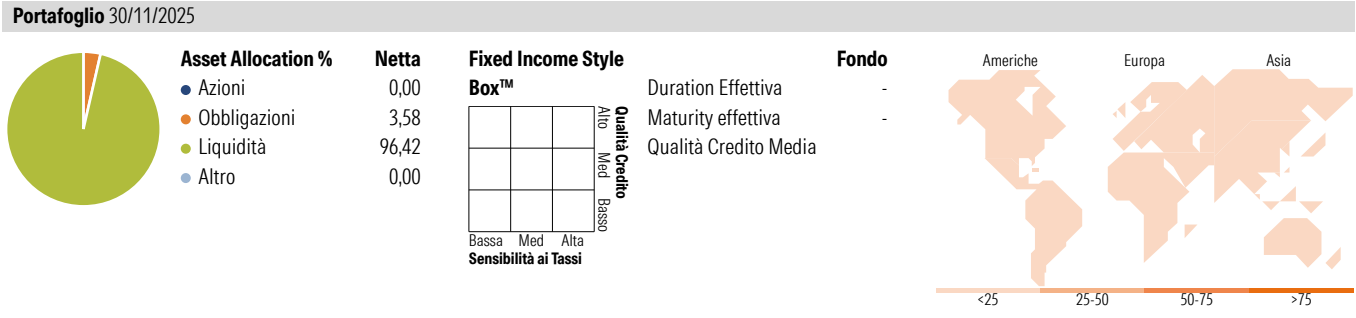 Portafoglio 30/11/2025
Asset Allocation % Netta
Azioni 0,00
Obbligazioni 3,58
Liquidità 96,42
Altro 0,00
Fixed Income Style
Box™
Alto Med Basso
Qualità Credito
Bassa Med Alta
Sensibilità ai Tassi
Fondo
Duration Effettiva -
Maturity effettiva -
Qualità Credito Media
Americhe Europa Asia
<25 25-50 50-75 >75